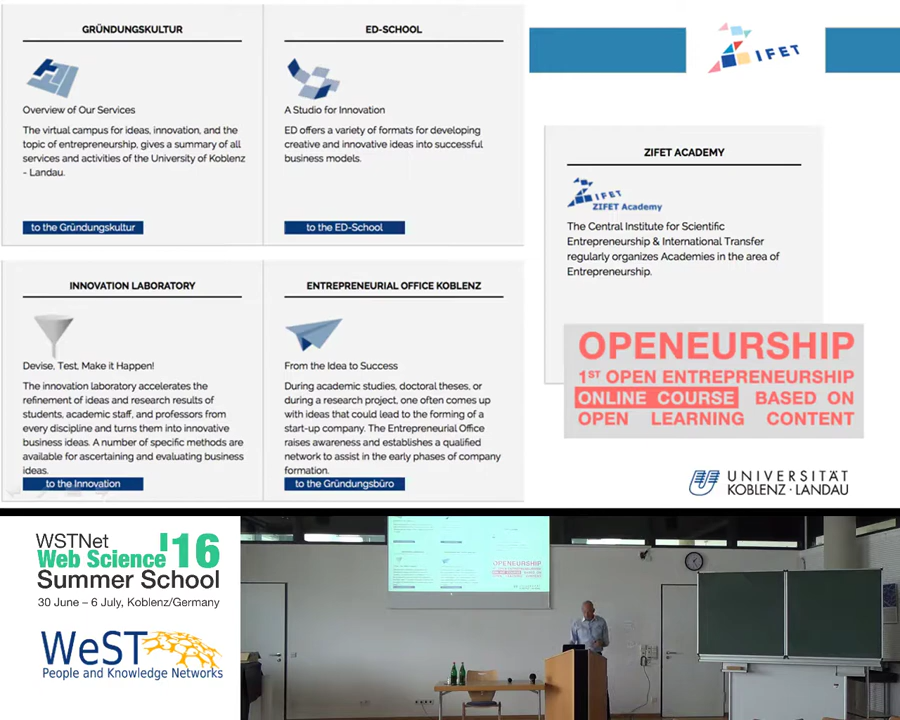 GRÜNDUNGSKULTUR
Overview of Our Services
The virtual campus for ideas, innovation, and the
topic of entrepreneurship, gives a summary of all
services and activities of the University of Koblenz
- Landau.
to the Gründungskultur
ED-SCHOOL
A Studio for Innovation
ED offers a variety of formats for developing
creative and innovative ideas into successful
business models.
to the ED-School
INNOVATION LABORATORY
Devise, Test, Make it Happen!
The innovation laboratory accelerates the
refinement of ideas and research results of
students, academic staff, and professors from
every discipline and turns them into innovative
business ideas. A number of specific methods are
available for ascertaining and evaluating business
ideas.
to the Innovation
ENTREPRENEURIAL OFFICE KOBLENZ
From the Idea to Success
During academic studies, doctoral theses, or
during a research project, one often comes up
with ideas that could lead to the forming of a
start-up company. The Entrepreneurial Office
raises awareness and establishes a qualified
network to assist in the early phases of company
formation.
to the Gründungsbüro
ZIFET
ZIFET ACADEMY
ZIFET
ZIFET Academy
The Central Institute for Scientific
Entrepreneurship & International Transfer
regularly organizes Academies in the area of
Entrepreneurship.
OPENEURSHIP
1ST OPEN ENTREPRENEURSHIP
ONLINE COURSE BASED ON
OPEN LEARNING CONTENT
UNIVERSITÄT
KOBLENZ · LANDAU
WSTNet
Web Science '16
Summer School
30 June – 6 July, Koblenz/Germany
WeST
People and Knowledge Networks
OPENEURSHIP